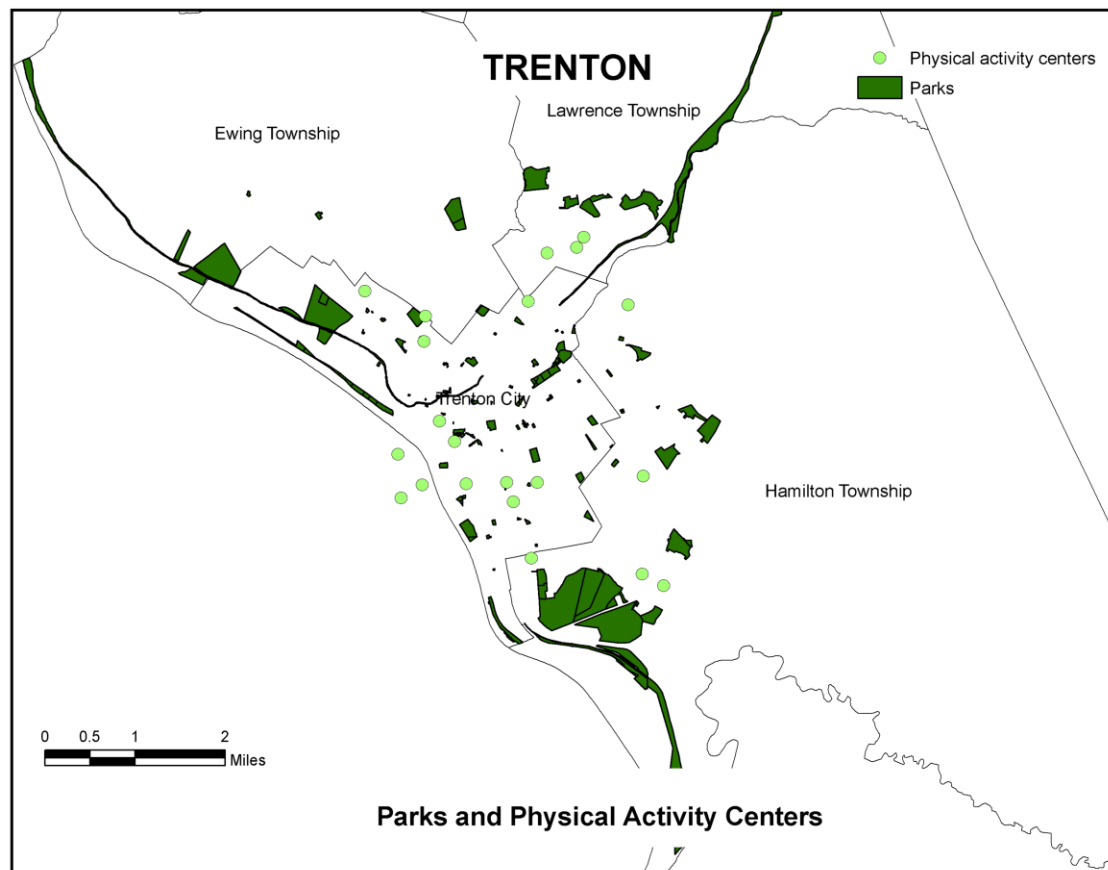 TRENTON
Physical activity centers
Parks
Lawrence Township
Ewing Township
Trenton City
Hamilton Township
0 0.5 1 2
Miles
Parks and Physical Activity Centers